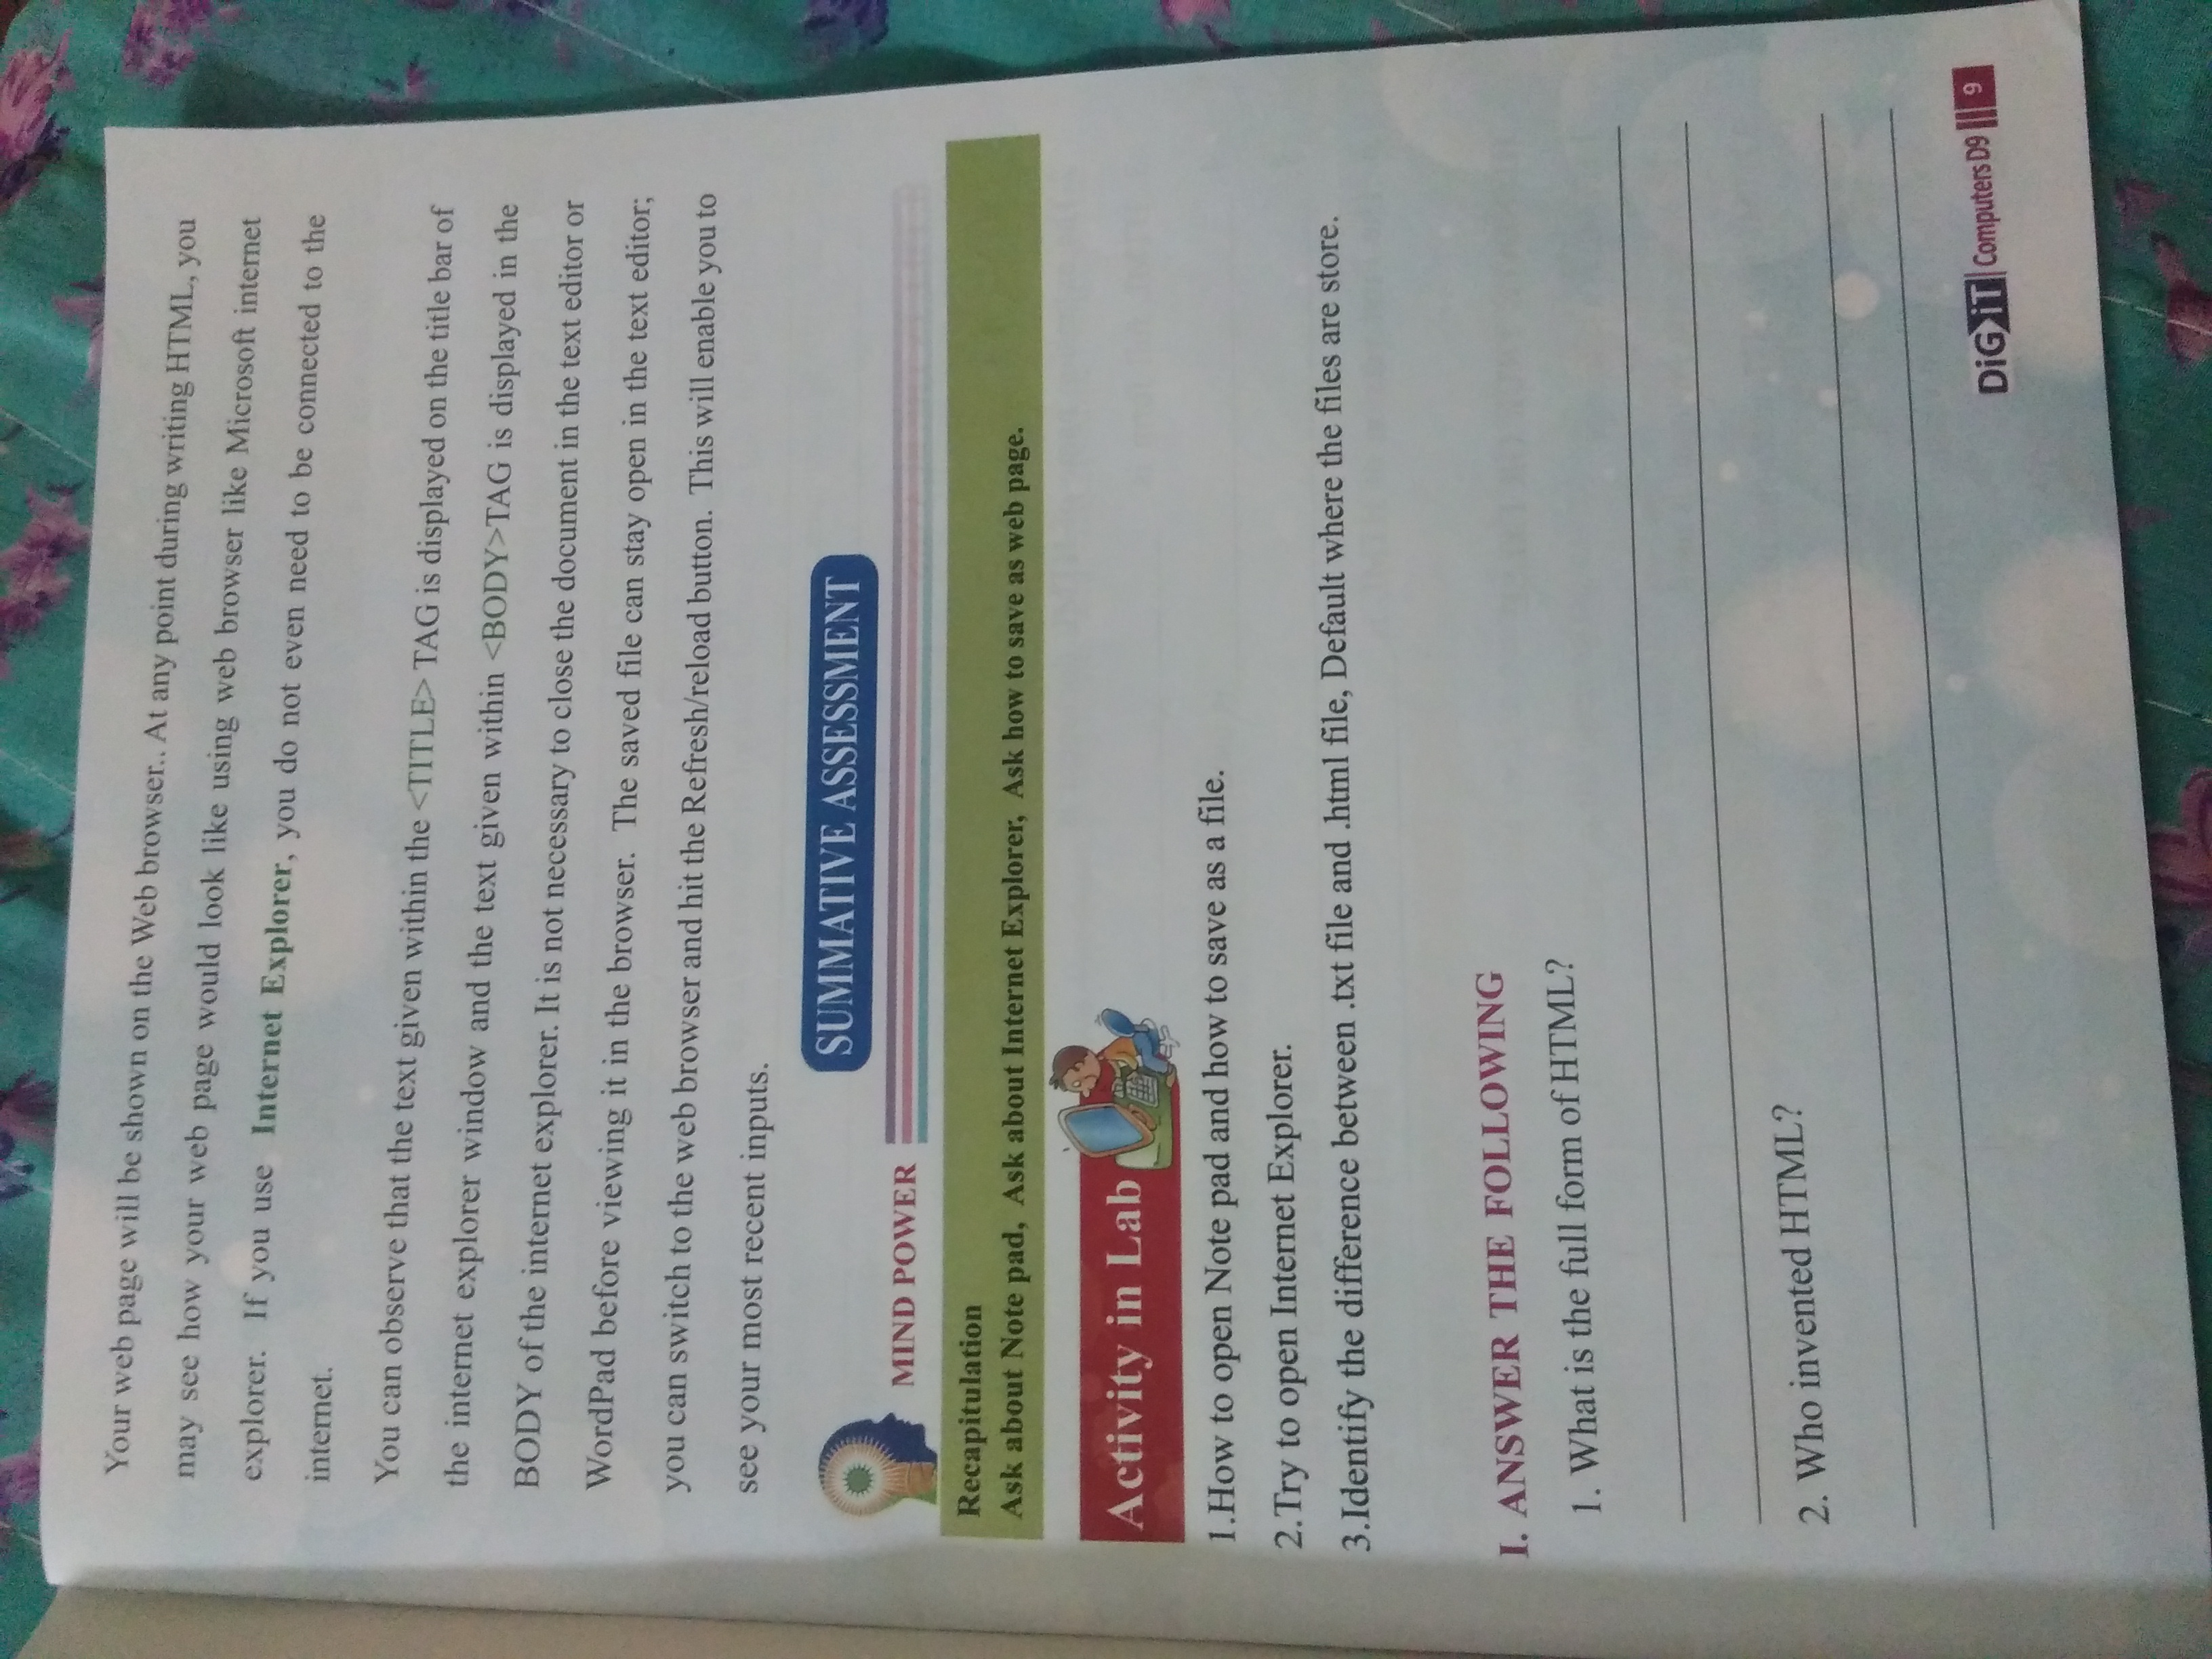 Your web page will be shown on the Web browser.. At any point during writing HTML, you
may see how your web page would look like using web browser like Microsoft internet
explorer. If you use Internet Explorer, you do not even need to be connected to the
internet.
You can observe that the text given within the <TITLE> TAG is displayed on the title bar of
the internet explorer window and the text given within <BODY>TAG is displayed in the
BODY of the internet explorer. It is not necessary to close the document in the text editor or
WordPad before viewing it in the browser. The saved file can stay open in the text editor;
you can switch to the web browser and hit the Refresh/reload button. This will enable you to
see your most recent inputs.
SUMMATIVE ASSESSMENT
MIND POWER
Recapitulation
Ask about Note pad, Ask about Internet Explorer, Ask how to save as web page.
Activity in Lab
1.How to open Note pad and how to save as a file.
2.Try to open Internet Explorer.
3.Identify the difference between .txt file and .html file, Default where the files are store.
I. ANSWER THE FOLLOWING
1. What is the full form of HTML?
2. Who invented HTML?
DiGiT Computers D9 9